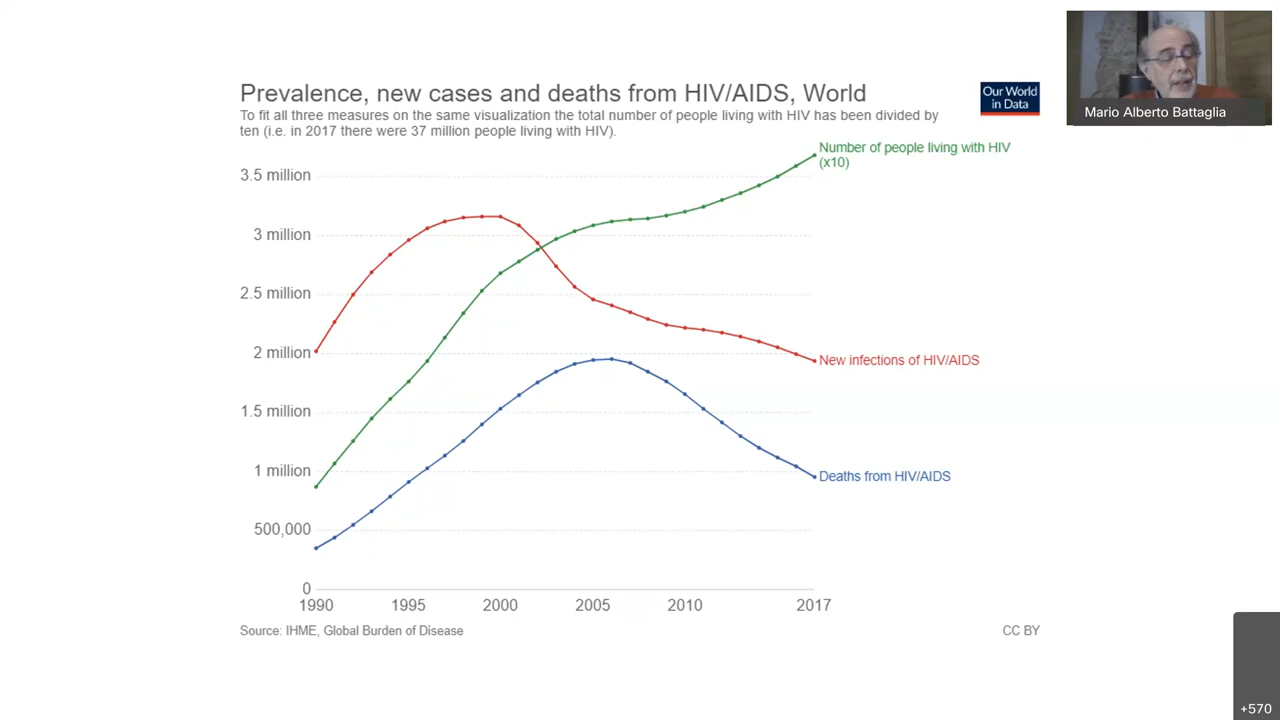 Prevalence, new cases and deaths from HIV/AIDS, World
To fit all three measures on the same visualization the total number of people living with HIV has been divided by
ten (i.e. in 2017 there were 37 million people living with HIV).
Our World
in Data
Mario Alberto Battaglia
Number of people living with HIV
(x10)
3.5 million
3 million
2.5 million
2 million
New infections of HIV/AIDS
1.5 million
1 million
Deaths from HIV/AIDS
500,000
0
1990 1995 2000 2005 2010 2017
Source: IHME, Global Burden of Disease
CC BY
+570